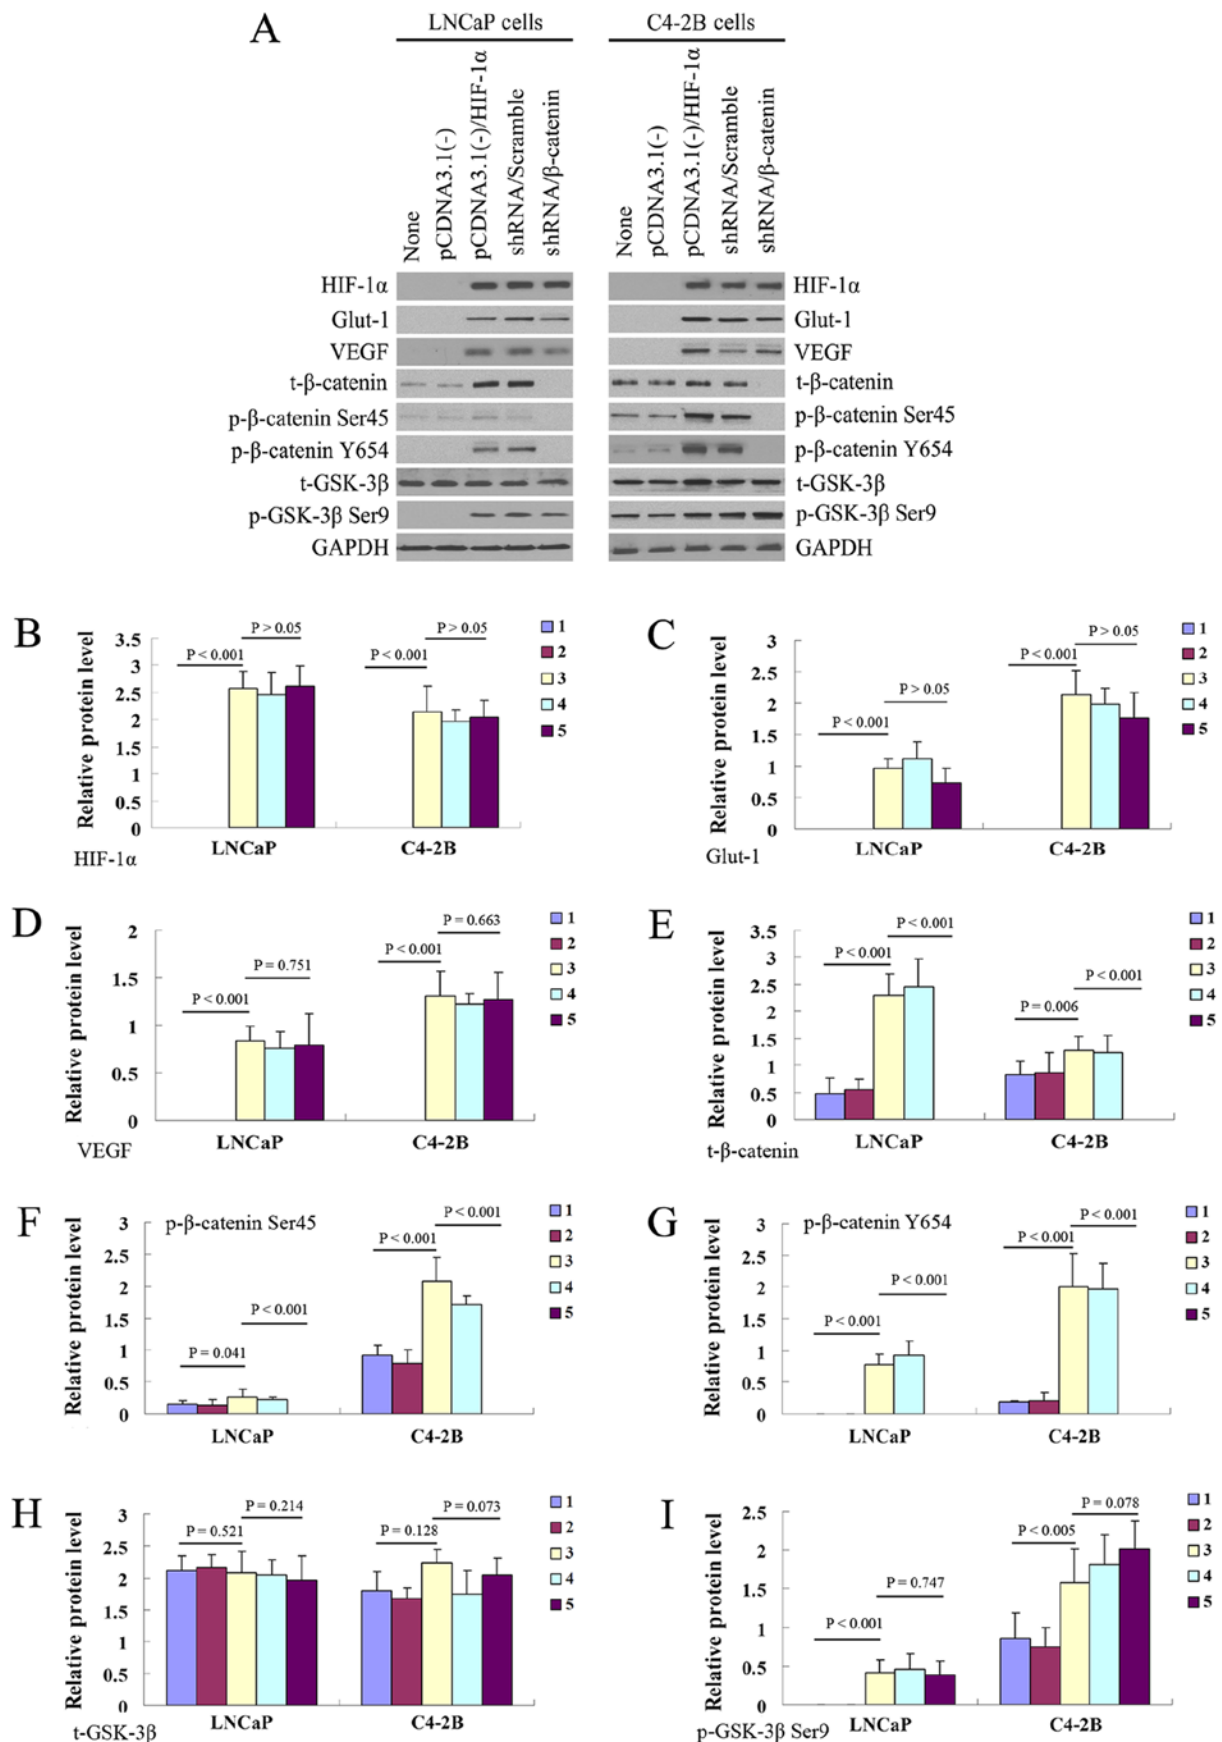 A
LNCaP cells
C4-2B cells
None
pCDNA3.1(-)
pCDNA3.1(-)/HIF-1α
shRNA/Scramble
shRNA/β-catenin
None
pCDNA3.1(-)
pCDNA3.1(-)/HIF-1α
shRNA/Scramble
shRNA/β-catenin
HIF-1α HIF-1α
Glut-1 Glut-1
VEGF VEGF
t-β-catenin t-β-catenin
p-β-catenin Ser45 p-β-catenin Ser45
p-β-catenin Y654 p-β-catenin Y654
t-GSK-3β t-GSK-3β
p-GSK-3β Ser9 p-GSK-3β Ser9
GAPDH GAPDH
B
Relative protein level
3.5
3
2.5
2
1.5
1
0.5
0
P < 0.001
P > 0.05
P < 0.001
P > 0.05
LNCaP
C4-2B
HIF-1α
1
2
3
4
5
C
Relative protein level
3
2.5
2
1.5
1
0.5
0
P < 0.001
P > 0.05
P < 0.001
P > 0.05
LNCaP
C4-2B
Glut-1
1
2
3
4
5
D
Relative protein level
2
1.5
1
0.5
0
P < 0.001
P = 0.751
P < 0.001
P = 0.663
LNCaP
C4-2B
VEGF
1
2
3
4
5
E
Relative protein level
3.5
3
2.5
2
1.5
1
0.5
0
P < 0.001
P < 0.001
P = 0.006
P < 0.001
LNCaP
C4-2B
t-β-catenin
1
2
3
4
5
F
p-β-catenin Ser45
Relative protein level
3
2.5
2
1.5
1
0.5
0
P = 0.041
P < 0.001
P < 0.001
P < 0.001
LNCaP
C4-2B
1
2
3
4
5
G
p-β-catenin Y654
Relative protein level
3
2.5
2
1.5
1
0.5
0
P < 0.001
P < 0.001
P < 0.001
P < 0.001
LNCaP
C4-2B
1
2
3
4
5
H
Relative protein level
3
2.5
2
1.5
1
0.5
0
P = 0.521
P = 0.214
P = 0.128
P = 0.073
LNCaP
C4-2B
t-GSK-3β
1
2
3
4
5
I
Relative protein level
2.5
2
1.5
1
0.5
0
P < 0.001
P = 0.747
P < 0.005
P = 0.078
LNCaP
C4-2B
p-GSK-3β Ser9
1
2
3
4
5